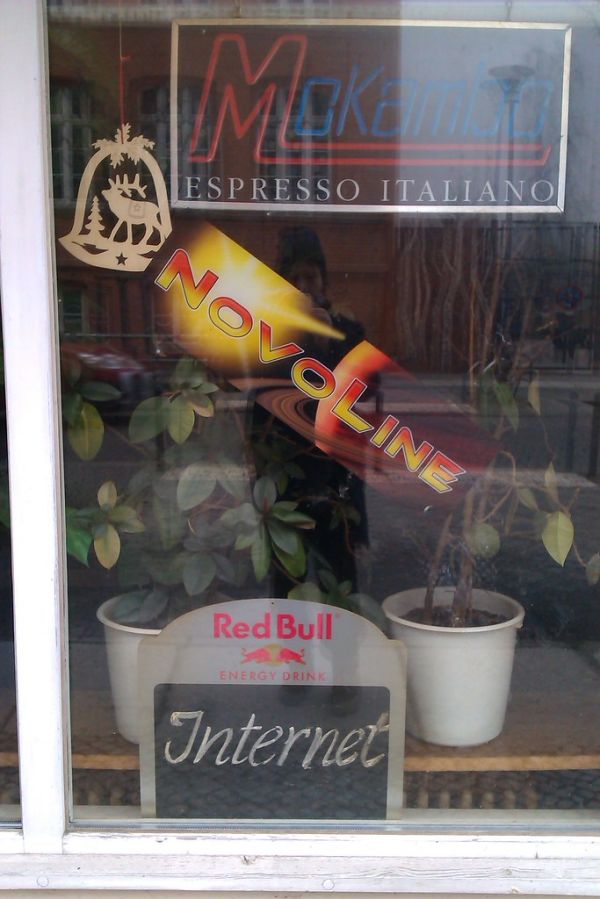 Mokambo
ESPRESSO ITALIANO
NOVOLINE
Red Bull
ENERGY DRINK
Internet